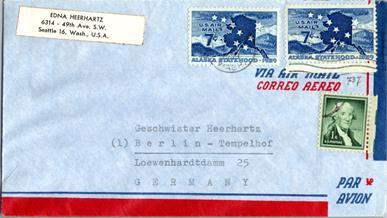 EDNA HEERHARTZ
6314 - 49th Ave. S.W.
Seattle 16, Wash., U.S.A.
U.S. AIR MAIL
7¢
ALASKA STATEHOOD·1959
U.S. AIR MAIL
7¢
ALASKA STATEHOOD·1959
VIA AIR MAIL
CORREO AEREO
U.S. POSTAGE
Geschwister Heerhartz
(1) Berlin-Tempelhof
Loewenhardtdamm 25
GERMANY
PAR
AVION